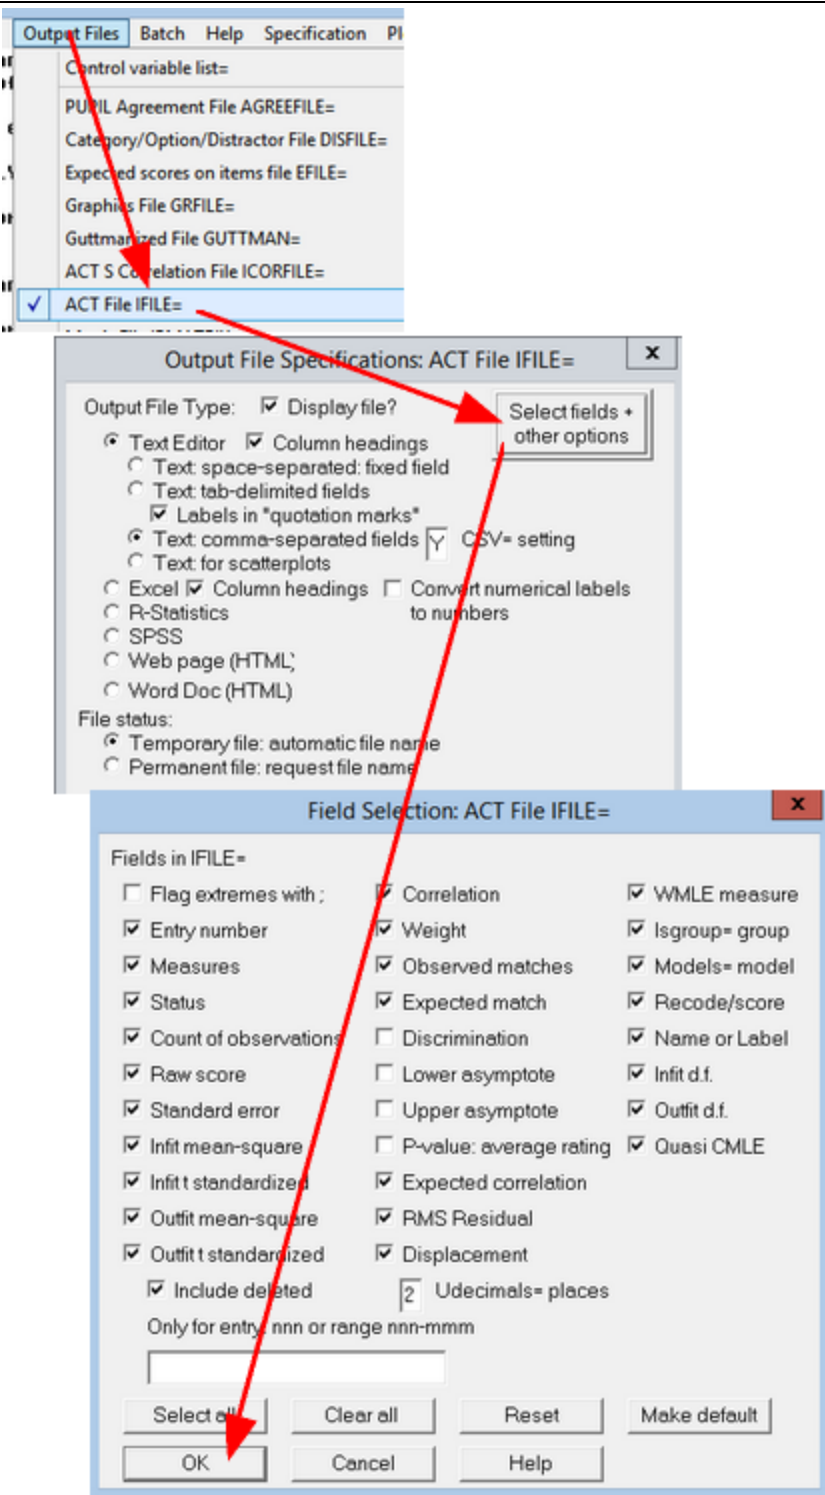 Output Files Batch Help Specification
Control variable list=
PUPIL Agreement File AGREEFILE=
Category/Option/Distractor File DISFILE=
Expected scores on items file EFILE=
Graphics File GRFILE=
Guttmanized File GUTTMAN=
ACT S Correlation File ICORFILE=
ACT File IFILE=
Output File Specifications: ACT File IFILE= x
Output File Type: Display file? Select fields +
other options
Text Editor Column headings
Text: space-separated: fixed field
Text: tab-delimited fields
Labels in "quotation marks"
Text: comma-separated fields Y CSV= setting
Text: for scatterplots
Excel Column headings Convert numerical labels
to numbers
R-Statistics
SPSS
Web page (HTML)
Word Doc (HTML)
File status:
Temporary file: automatic file name
Permanent file: request file name
Field Selection: ACT File IFILE= x
Fields in IFILE=
Flag extremes with ; Correlation WMLE measure
Entry number Weight Isgroup= group
Measures Observed matches Models= model
Status Expected match Recode/score
Count of observations Discrimination Name or Label
Raw score Lower asymptote Infit d.f.
Standard error Upper asymptote Outfit d.f.
Infit mean-square P-value: average rating Quasi CMLE
Infit t standardized Expected correlation
Outfit mean-square RMS Residual
Outfit t standardized Displacement
Include deleted 2 Udecimals= places
Only for entry: nnn or range nnn-mmm
Select all Clear all Reset Make default
OK Cancel Help